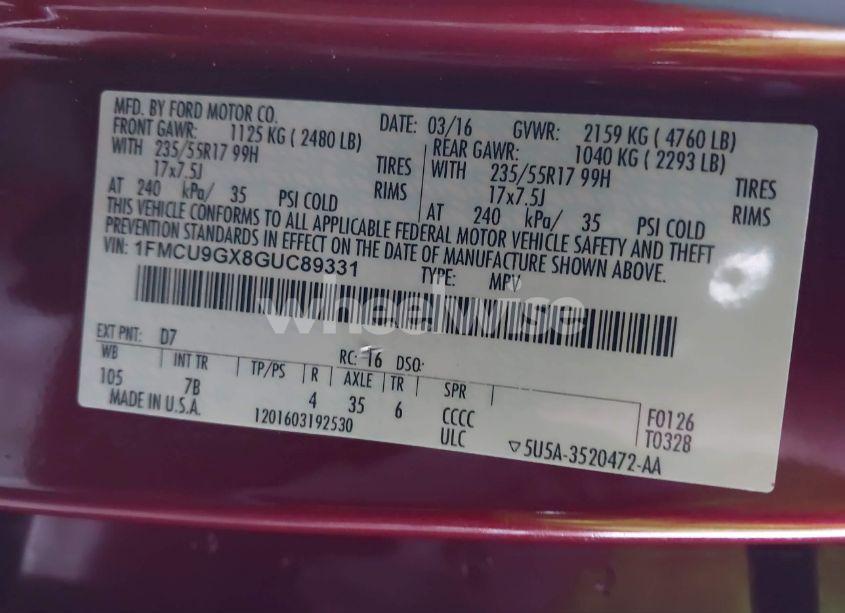 MFD. BY FORD MOTOR CO.
DATE: 03/16 GVWR: 2159 KG ( 4760 LB)
FRONT GAWR: 1125 KG ( 2480 LB)
REAR GAWR: 1040 KG ( 2293 LB)
WITH 235/55R17 99H TIRES
WITH 235/55R17 99H TIRES
17x7.5J RIMS
17x7.5J RIMS
AT 240 kPa/ 35 PSI COLD
AT 240 kPa/ 35 PSI COLD
THIS VEHICLE CONFORMS TO ALL APPLICABLE FEDERAL MOTOR VEHICLE SAFETY AND THEFT
PREVENTION STANDARDS IN EFFECT ON THE DATE OF MANUFACTURE SHOWN ABOVE.
VIN: 1FMCU9GX8GUC89331
TYPE: MPV
wheelwise
EXT PNT: D7 RC: 16 DSO:
WB INT TR TP/PS R AXLE TR SPR
105 7B 4 35 6 CCCC F0126
MADE IN U.S.A. 1201603192530 ULC T0328
▽5U5A-3520472-AA